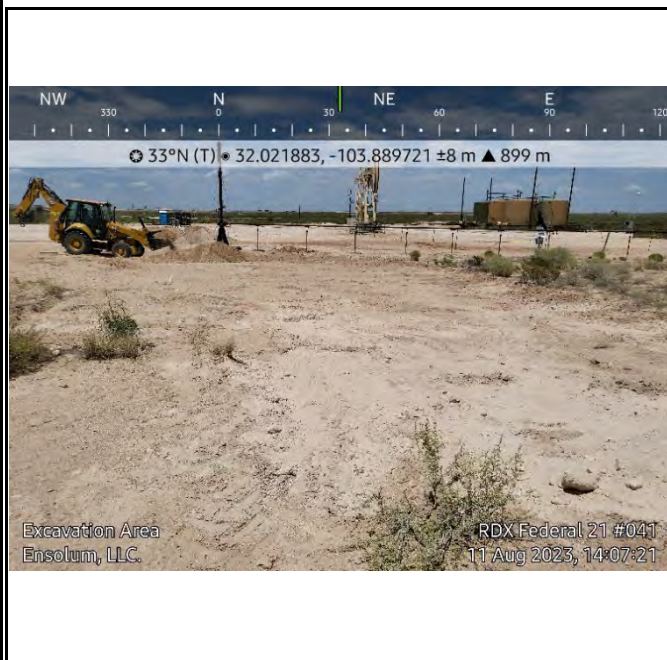 NW N NE E
330 0 30 60 90 120
33°N (T) 32.021883, -103.889721 ±8 m ▲ 899 m
Excavation Area
Ensolum, LLC.
RDX Federal 21 #041
11 Aug 2023, 14:07:21